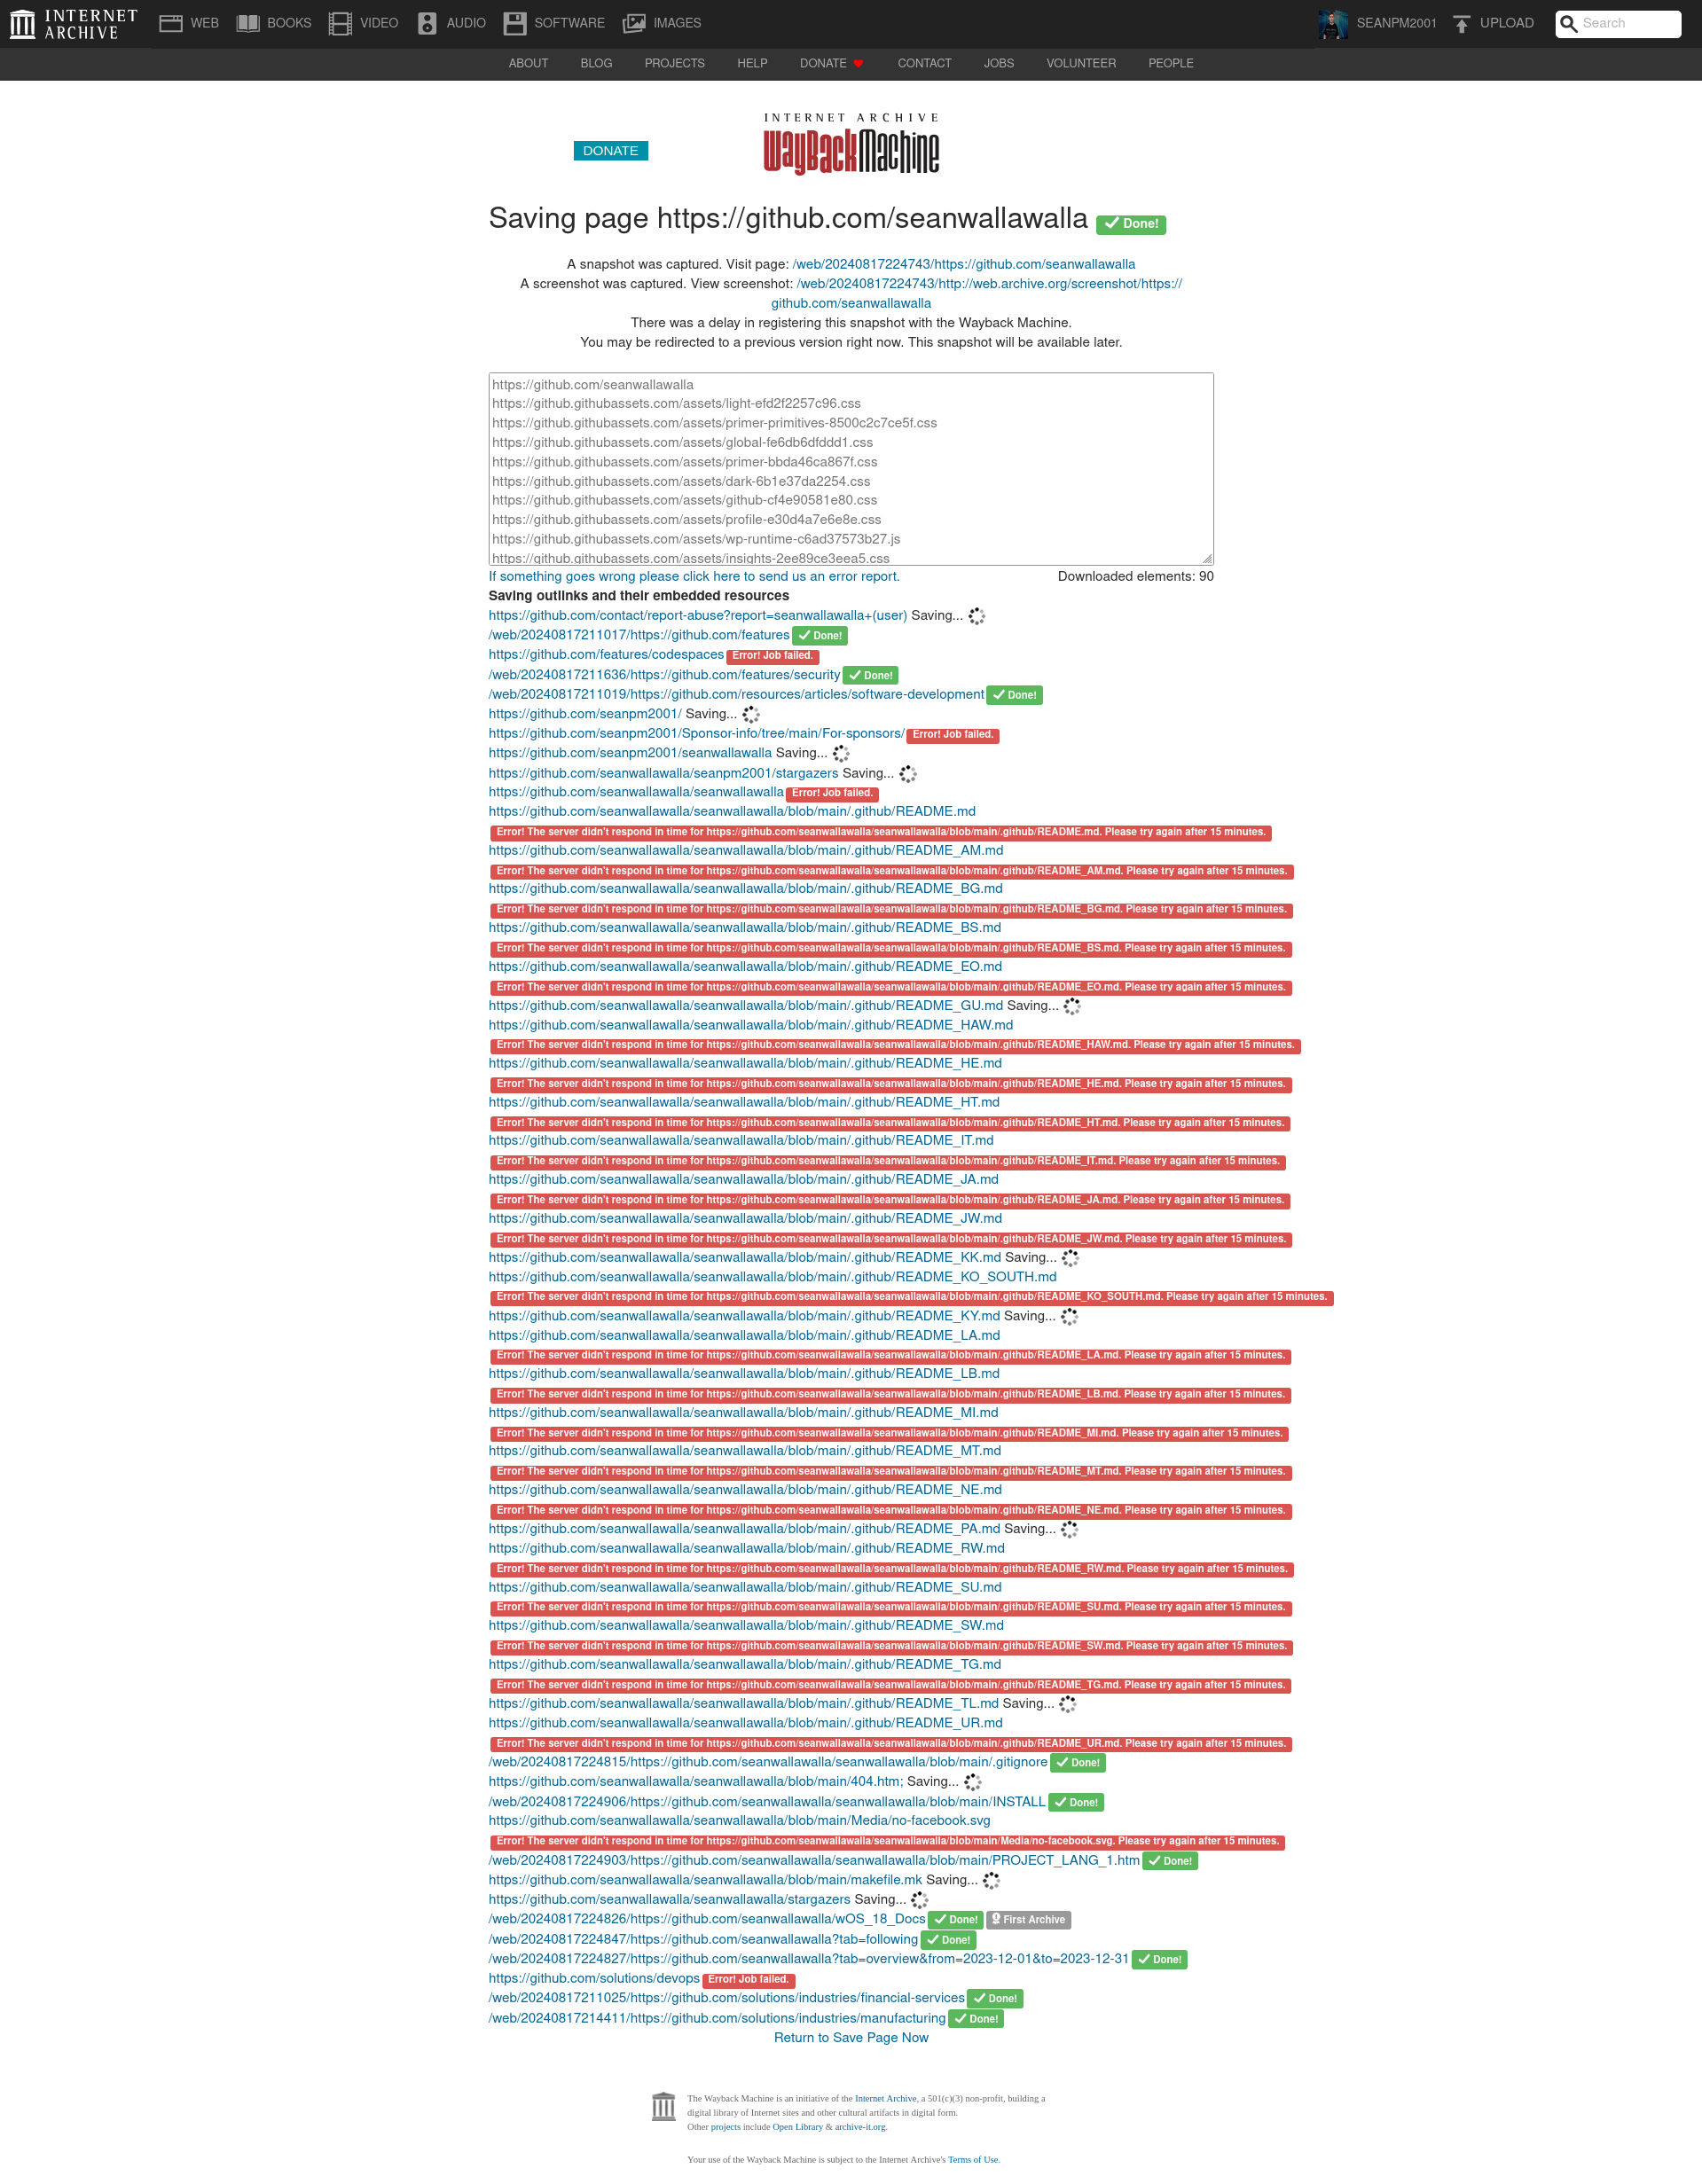 INTERNET ARCHIVE WEB BOOKS VIDEO AUDIO SOFTWARE IMAGES SEANPM2001 UPLOAD Search
ABOUT BLOG PROJECTS HELP DONATE CONTACT JOBS VOLUNTEER PEOPLE
INTERNET ARCHIVE
DONATE WayBackMachine
Saving page https://github.com/seanwallawalla Done!
A snapshot was captured. Visit page: /web/20240817224743/https://github.com/seanwallawalla
A screenshot was captured. View screenshot: /web/20240817224743/http://web.archive.org/screenshot/https://
github.com/seanwallawalla
There was a delay in registering this snapshot with the Wayback Machine.
You may be redirected to a previous version right now. This snapshot will be available later.
https://github.com/seanwallawalla
https://github.githubassets.com/assets/light-efd2f2257c96.css
https://github.githubassets.com/assets/primer-primitives-8500c2c7ce5f.css
https://github.githubassets.com/assets/global-fe6db6dfddd1.css
https://github.githubassets.com/assets/primer-bbda46ca867f.css
https://github.githubassets.com/assets/dark-6b1e37da2254.css
https://github.githubassets.com/assets/github-cf4e90581e80.css
https://github.githubassets.com/assets/profile-e30d4a7e6e8e.css
https://github.githubassets.com/assets/wp-runtime-c6ad37573b27.js
https://github.githubassets.com/assets/insights-2ee89ce3eea5.css
If something goes wrong please click here to send us an error report. Downloaded elements: 90
Saving outlinks and their embedded resources
https://github.com/contact/report-abuse?report=seanwallawalla+(user) Saving...
/web/20240817211017/https://github.com/features Done!
https://github.com/features/codespaces Error! Job failed.
/web/20240817211636/https://github.com/features/security Done!
/web/20240817211019/https://github.com/resources/articles/software-development Done!
https://github.com/seanpm2001/ Saving...
https://github.com/seanpm2001/Sponsor-info/tree/main/For-sponsors/ Error! Job failed.
https://github.com/seanpm2001/seanwallawalla Saving...
https://github.com/seanwallawalla/seanpm2001/stargazers Saving...
https://github.com/seanwallawalla/seanwallawalla Error! Job failed.
https://github.com/seanwallawalla/seanwallawalla/blob/main/.github/README.md
Error! The server didn't respond in time for https://github.com/seanwallawalla/seanwallawalla/blob/main/.github/README.md. Please try again after 15 minutes.
https://github.com/seanwallawalla/seanwallawalla/blob/main/.github/README_AM.md
Error! The server didn't respond in time for https://github.com/seanwallawalla/seanwallawalla/blob/main/.github/README_AM.md. Please try again after 15 minutes.
https://github.com/seanwallawalla/seanwallawalla/blob/main/.github/README_BG.md
Error! The server didn't respond in time for https://github.com/seanwallawalla/seanwallawalla/blob/main/.github/README_BG.md. Please try again after 15 minutes.
https://github.com/seanwallawalla/seanwallawalla/blob/main/.github/README_BS.md
Error! The server didn't respond in time for https://github.com/seanwallawalla/seanwallawalla/blob/main/.github/README_BS.md. Please try again after 15 minutes.
https://github.com/seanwallawalla/seanwallawalla/blob/main/.github/README_EO.md
Error! The server didn't respond in time for https://github.com/seanwallawalla/seanwallawalla/blob/main/.github/README_EO.md. Please try again after 15 minutes.
https://github.com/seanwallawalla/seanwallawalla/blob/main/.github/README_GU.md Saving...
https://github.com/seanwallawalla/seanwallawalla/blob/main/.github/README_HAW.md
Error! The server didn't respond in time for https://github.com/seanwallawalla/seanwallawalla/blob/main/.github/README_HAW.md. Please try again after 15 minutes.
https://github.com/seanwallawalla/seanwallawalla/blob/main/.github/README_HE.md
Error! The server didn't respond in time for https://github.com/seanwallawalla/seanwallawalla/blob/main/.github/README_HE.md. Please try again after 15 minutes.
https://github.com/seanwallawalla/seanwallawalla/blob/main/.github/README_HT.md
Error! The server didn't respond in time for https://github.com/seanwallawalla/seanwallawalla/blob/main/.github/README_HT.md. Please try again after 15 minutes.
https://github.com/seanwallawalla/seanwallawalla/blob/main/.github/README_IT.md
Error! The server didn't respond in time for https://github.com/seanwallawalla/seanwallawalla/blob/main/.github/README_IT.md. Please try again after 15 minutes.
https://github.com/seanwallawalla/seanwallawalla/blob/main/.github/README_JA.md
Error! The server didn't respond in time for https://github.com/seanwallawalla/seanwallawalla/blob/main/.github/README_JA.md. Please try again after 15 minutes.
https://github.com/seanwallawalla/seanwallawalla/blob/main/.github/README_JW.md
Error! The server didn't respond in time for https://github.com/seanwallawalla/seanwallawalla/blob/main/.github/README_JW.md. Please try again after 15 minutes.
https://github.com/seanwallawalla/seanwallawalla/blob/main/.github/README_KK.md Saving...
https://github.com/seanwallawalla/seanwallawalla/blob/main/.github/README_KO_SOUTH.md
Error! The server didn't respond in time for https://github.com/seanwallawalla/seanwallawalla/blob/main/.github/README_KO_SOUTH.md. Please try again after 15 minutes.
https://github.com/seanwallawalla/seanwallawalla/blob/main/.github/README_KY.md Saving...
https://github.com/seanwallawalla/seanwallawalla/blob/main/.github/README_LA.md
Error! The server didn't respond in time for https://github.com/seanwallawalla/seanwallawalla/blob/main/.github/README_LA.md. Please try again after 15 minutes.
https://github.com/seanwallawalla/seanwallawalla/blob/main/.github/README_LB.md
Error! The server didn't respond in time for https://github.com/seanwallawalla/seanwallawalla/blob/main/.github/README_LB.md. Please try again after 15 minutes.
https://github.com/seanwallawalla/seanwallawalla/blob/main/.github/README_MI.md
Error! The server didn't respond in time for https://github.com/seanwallawalla/seanwallawalla/blob/main/.github/README_MI.md. Please try again after 15 minutes.
https://github.com/seanwallawalla/seanwallawalla/blob/main/.github/README_MT.md
Error! The server didn't respond in time for https://github.com/seanwallawalla/seanwallawalla/blob/main/.github/README_MT.md. Please try again after 15 minutes.
https://github.com/seanwallawalla/seanwallawalla/blob/main/.github/README_NE.md
Error! The server didn't respond in time for https://github.com/seanwallawalla/seanwallawalla/blob/main/.github/README_NE.md. Please try again after 15 minutes.
https://github.com/seanwallawalla/seanwallawalla/blob/main/.github/README_PA.md Saving...
https://github.com/seanwallawalla/seanwallawalla/blob/main/.github/README_RW.md
Error! The server didn't respond in time for https://github.com/seanwallawalla/seanwallawalla/blob/main/.github/README_RW.md. Please try again after 15 minutes.
https://github.com/seanwallawalla/seanwallawalla/blob/main/.github/README_SU.md
Error! The server didn't respond in time for https://github.com/seanwallawalla/seanwallawalla/blob/main/.github/README_SU.md. Please try again after 15 minutes.
https://github.com/seanwallawalla/seanwallawalla/blob/main/.github/README_SW.md
Error! The server didn't respond in time for https://github.com/seanwallawalla/seanwallawalla/blob/main/.github/README_SW.md. Please try again after 15 minutes.
https://github.com/seanwallawalla/seanwallawalla/blob/main/.github/README_TG.md
Error! The server didn't respond in time for https://github.com/seanwallawalla/seanwallawalla/blob/main/.github/README_TG.md. Please try again after 15 minutes.
https://github.com/seanwallawalla/seanwallawalla/blob/main/.github/README_TL.md Saving...
https://github.com/seanwallawalla/seanwallawalla/blob/main/.github/README_UR.md
Error! The server didn't respond in time for https://github.com/seanwallawalla/seanwallawalla/blob/main/.github/README_UR.md. Please try again after 15 minutes.
/web/20240817224815/https://github.com/seanwallawalla/seanwallawalla/blob/main/.gitignore Done!
https://github.com/seanwallawalla/seanwallawalla/blob/main/404.htm; Saving...
/web/20240817224906/https://github.com/seanwallawalla/seanwallawalla/blob/main/INSTALL Done!
https://github.com/seanwallawalla/seanwallawalla/blob/main/Media/no-facebook.svg
Error! The server didn't respond in time for https://github.com/seanwallawalla/seanwallawalla/blob/main/Media/no-facebook.svg. Please try again after 15 minutes.
/web/20240817224903/https://github.com/seanwallawalla/seanwallawalla/blob/main/PROJECT_LANG_1.htm Done!
https://github.com/seanwallawalla/seanwallawalla/blob/main/makefile.mk Saving...
https://github.com/seanwallawalla/seanwallawalla/stargazers Saving...
/web/20240817224826/https://github.com/seanwallawalla/wOS_18_Docs Done! First Archive
/web/20240817224847/https://github.com/seanwallawalla?tab=following Done!
/web/20240817224827/https://github.com/seanwallawalla?tab=overview&from=2023-12-01&to=2023-12-31 Done!
https://github.com/solutions/devops Error! Job failed.
/web/20240817211025/https://github.com/solutions/industries/financial-services Done!
/web/20240817214411/https://github.com/solutions/industries/manufacturing Done!
Return to Save Page Now
The Wayback Machine is an initiative of the Internet Archive, a 501(c)(3) non-profit, building a
digital library of Internet sites and other cultural artifacts in digital form.
Other projects include Open Library & archive-it.org.
Your use of the Wayback Machine is subject to the Internet Archive's Terms of Use.